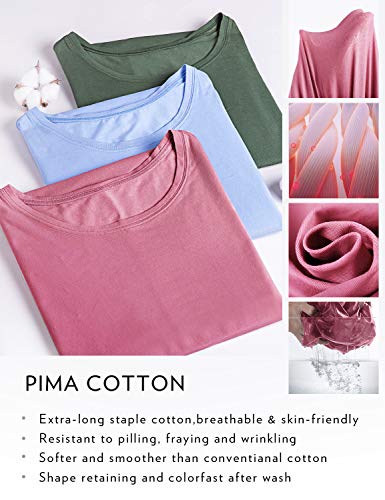 PIMA COTTON
• Extra-long staple cotton,breathable & skin-friendly
• Resistant to pilling, fraying and wrinkling
• Softer and smoother than conventianal cotton
• Shape retaining and colorfast after wash